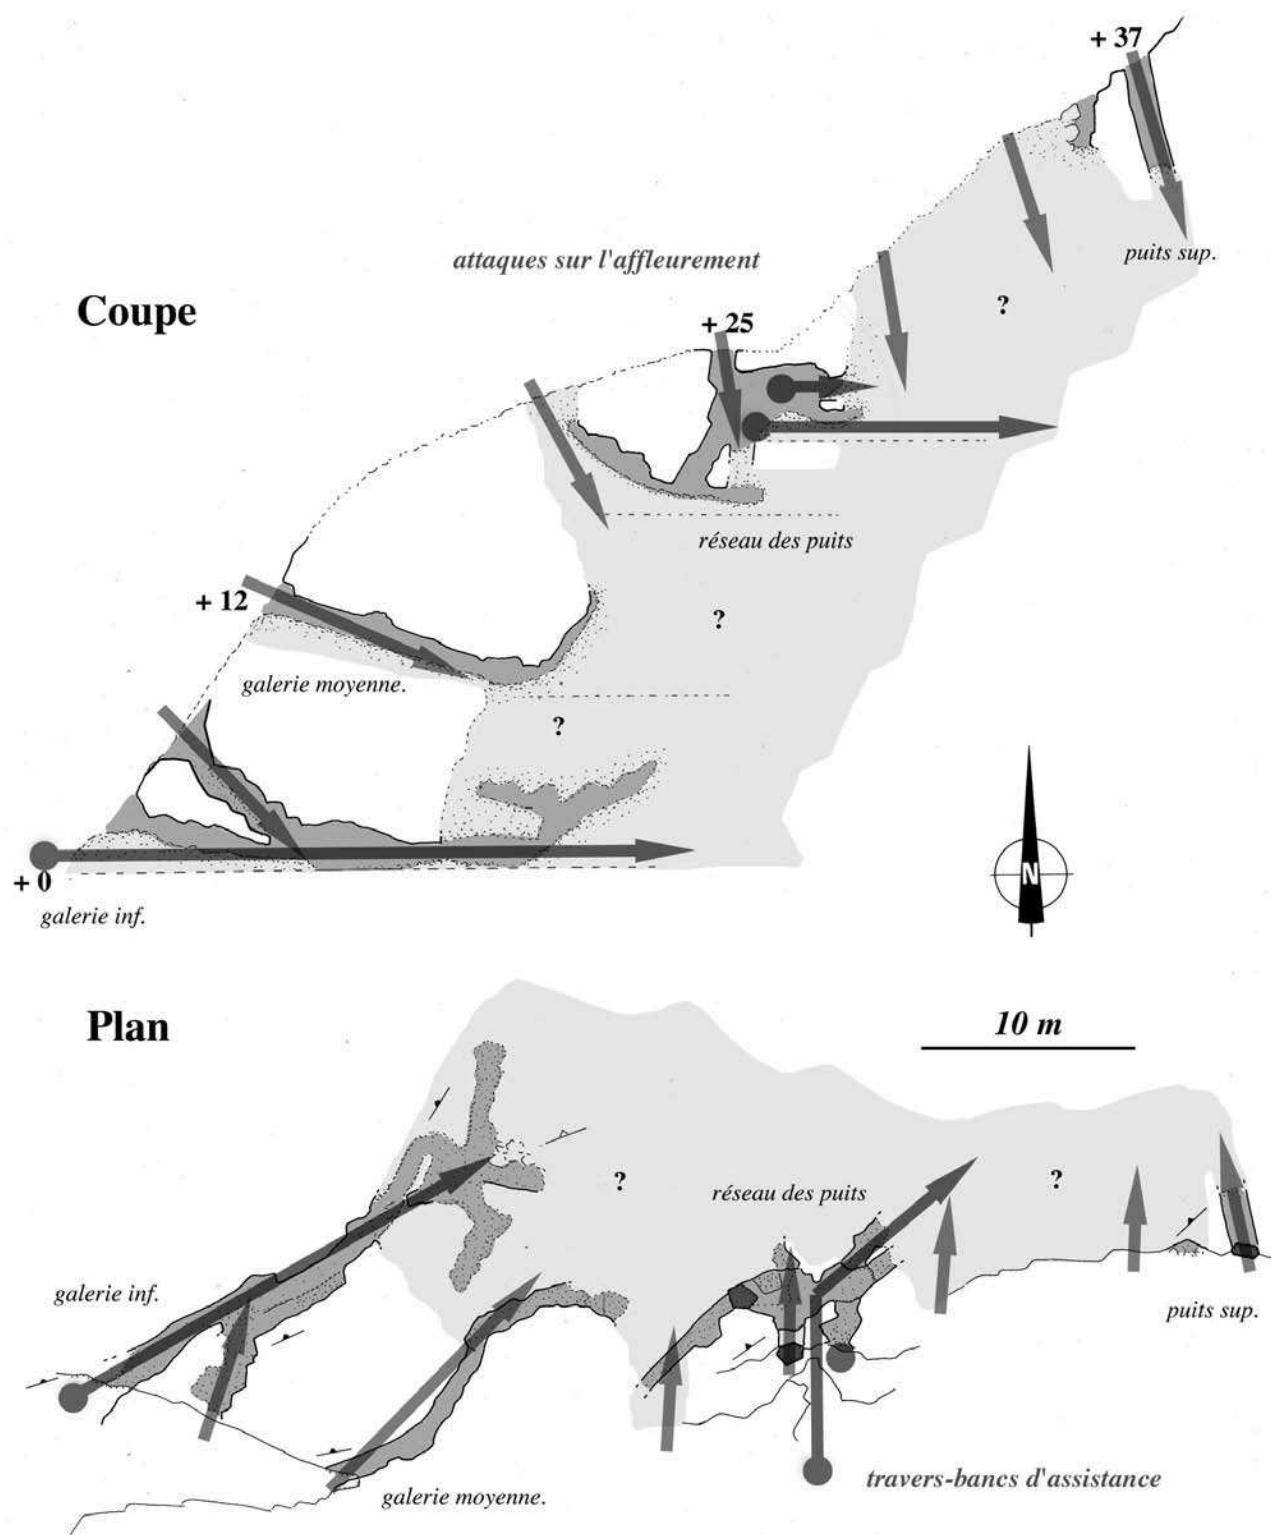 + 37
puits sup.
attaques sur l'affleurement
Coupe
?
+ 25
réseau des puits
+ 12
?
galerie moyenne.
?
+ 0
galerie inf.
N
Plan
10 m
?
réseau des puits
?
galerie inf.
puits sup.
travers-bancs d'assistance
galerie moyenne.